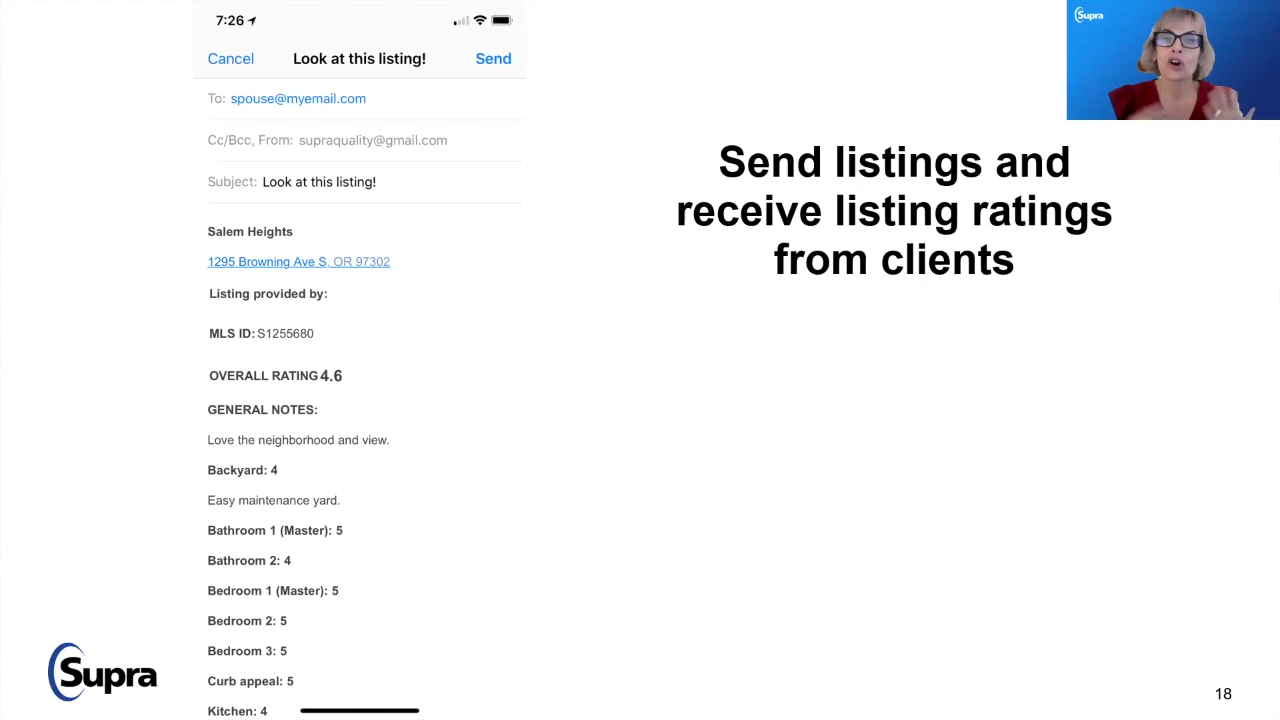 7:26
Cancel Look at this listing! Send
To: spouse@myemail.com
Cc/Bcc, From: supraquality@gmail.com
Subject: Look at this listing!
Salem Heights
1295 Browning Ave S, OR 97302
Listing provided by:
MLS ID: S1255680
OVERALL RATING 4.6
GENERAL NOTES:
Love the neighborhood and view.
Backyard: 4
Easy maintenance yard.
Bathroom 1 (Master): 5
Bathroom 2: 4
Bedroom 1 (Master): 5
Bedroom 2: 5
Bedroom 3: 5
Curb appeal: 5
Kitchen: 4
Supra
Send listings and
receive listing ratings
from clients
Supra
18